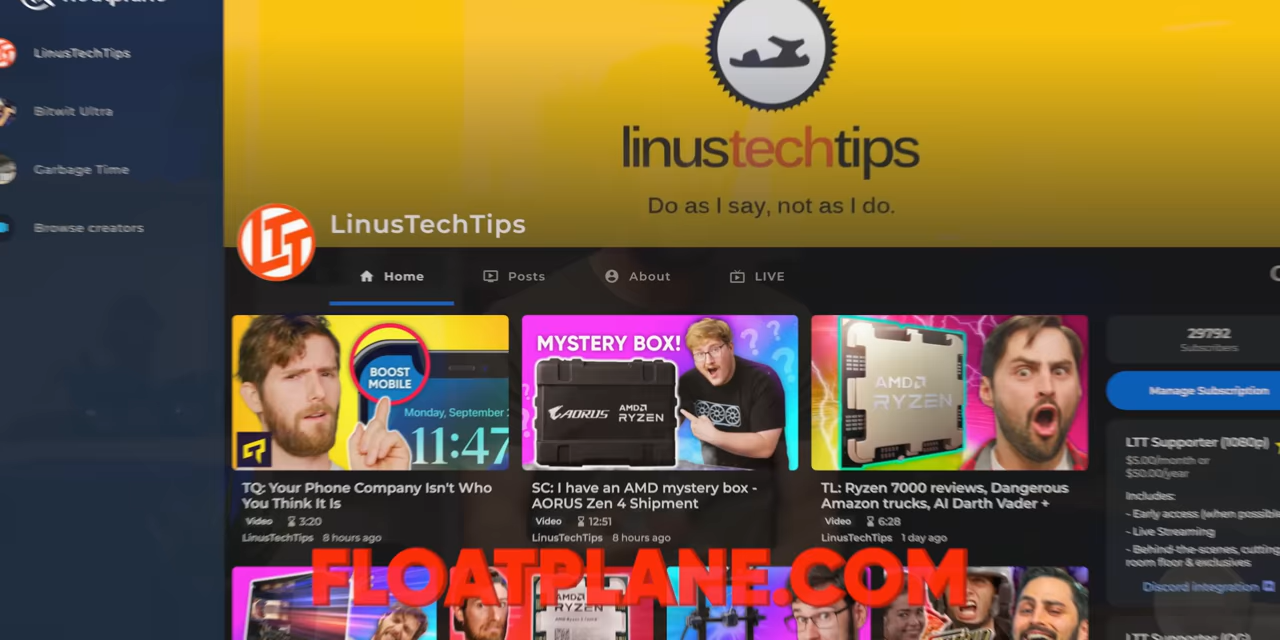 floatplane
LinusTechTips
Bitwit Ultra
Garbage Time
Browse creators
linustechtips
Do as I say, not as I do.
LTT
LinusTechTips
Home
Posts
About
LIVE
BOOST
MOBILE
Monday, September
11:47
MYSTERY BOX!
AORUS
AMD
RYZEN
AMD
RYZEN
TQ: Your Phone Company Isn't Who
You Think It Is
Video 3:20
LinusTechTips 8 hours ago
SC: I have an AMD mystery box -
AORUS Zen 4 Shipment
Video 12:51
LinusTechTips 8 hours ago
TL: Ryzen 7000 reviews, Dangerous
Amazon trucks, AI Darth Vader +
Video 6:28
LinusTechTips 1 day ago
29792
Subscribers
Manage Subscription
LTT Supporter (1080p)
$5.00/month or
$50.00/year
Includes:
- Early access (when possible
- Live Streaming
- Behind-the-scenes, cutting
room floor & exclusives
Discord integration
FLOATPLANE.COM
AMD
RYZEN